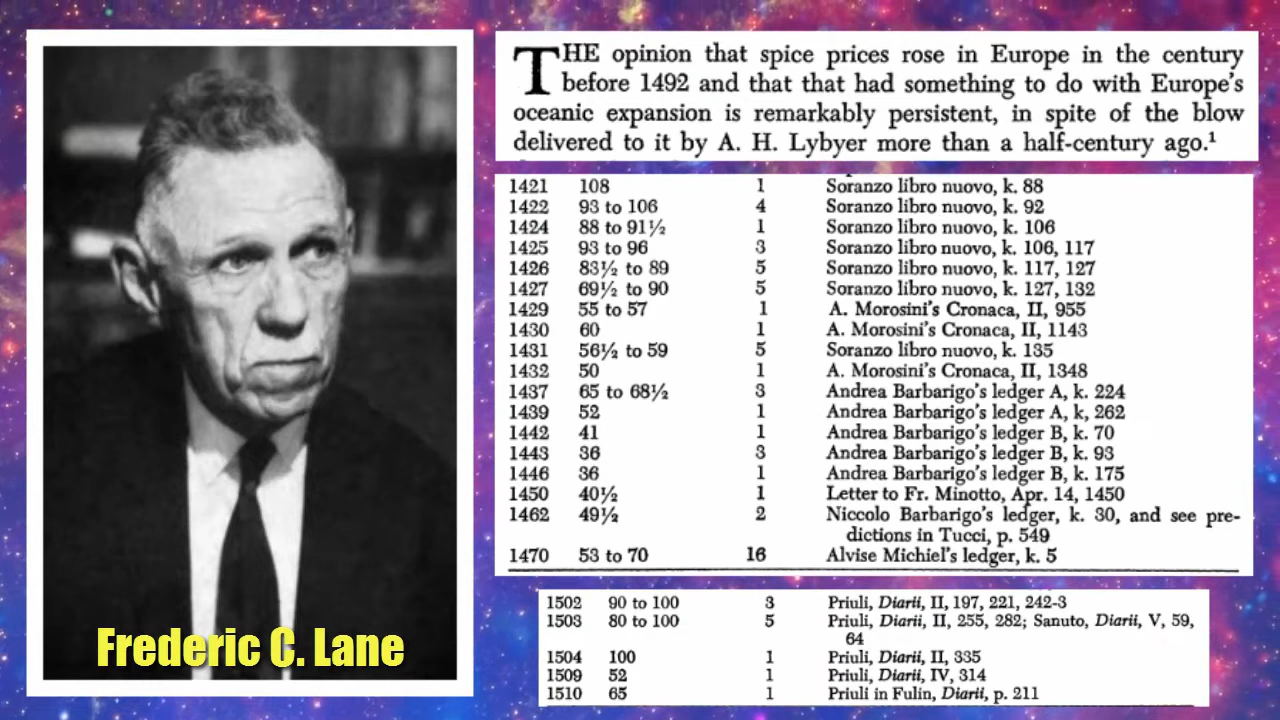 THE opinion that spice prices rose in Europe in the century
before 1492 and that that had something to do with Europe's
oceanic expansion is remarkably persistent, in spite of the blow
delivered to it by A. H. Lybyer more than a half-century ago.¹
1421 108 1 Soranzo libro nuovo, k. 88
1422 93 to 106 4 Soranzo libro nuovo, k. 92
1424 88 to 91½ 1 Soranzo libro nuovo, k. 106
1425 93 to 96 3 Soranzo libro nuovo, k. 106, 117
1426 83½ to 89 5 Soranzo libro nuovo, k. 117, 127
1427 69½ to 90 5 Soranzo libro nuovo, k. 127, 132
1429 55 to 57 1 A. Morosini's Cronaca, II, 955
1430 60 1 A. Morosini's Cronaca, II, 1143
1431 56½ to 59 5 Soranzo libro nuovo, k. 135
1432 50 1 A. Morosini's Cronaca, II, 1348
1437 65 to 68½ 3 Andrea Barbarigo's ledger A, k. 224
1439 52 1 Andrea Barbarigo's ledger A, k, 262
1442 41 1 Andrea Barbarigo's ledger B, k. 70
1443 36 3 Andrea Barbarigo's ledger B, k. 93
1446 36 1 Andrea Barbarigo's ledger B, k. 175
1450 40½ 1 Letter to Fr. Minotto, Apr. 14, 1450
1462 49½ 2 Niccolo Barbarigo's ledger, k. 30, and see pre-
dictions in Tucci, p. 549
1470 53 to 70 16 Alvise Michiel's ledger, k. 5
1502 90 to 100 3 Priuli, Diarii, II, 197, 221, 242-3
1503 80 to 100 5 Priuli, Diarii, II, 255, 282; Sanuto, Diarii, V, 59,
64
1504 100 1 Priuli, Diarii, II, 335
1509 52 1 Priuli, Diarii, IV, 314
1510 65 1 Priuli in Fulin, Diarii, p. 211
Frederic C. Lane